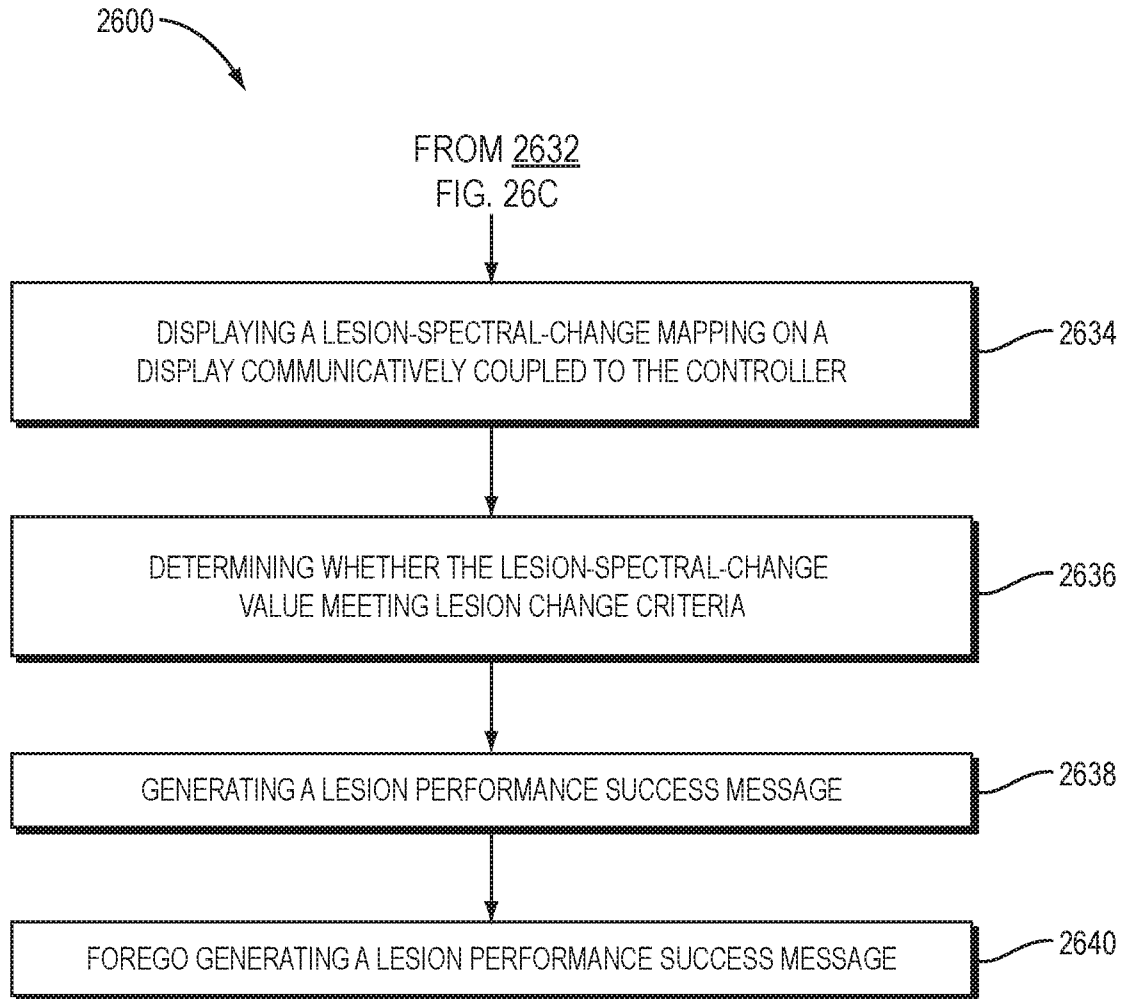 2600
FROM 2632
FIG. 26C
DISPLAYING A LESION-SPECTRAL-CHANGE MAPPING ON A
DISPLAY COMMUNICATIVELY COUPLED TO THE CONTROLLER
2634
DETERMINING WHETHER THE LESION-SPECTRAL-CHANGE
VALUE MEETING LESION CHANGE CRITERIA
2636
GENERATING A LESION PERFORMANCE SUCCESS MESSAGE
2638
FOREGO GENERATING A LESION PERFORMANCE SUCCESS MESSAGE
2640